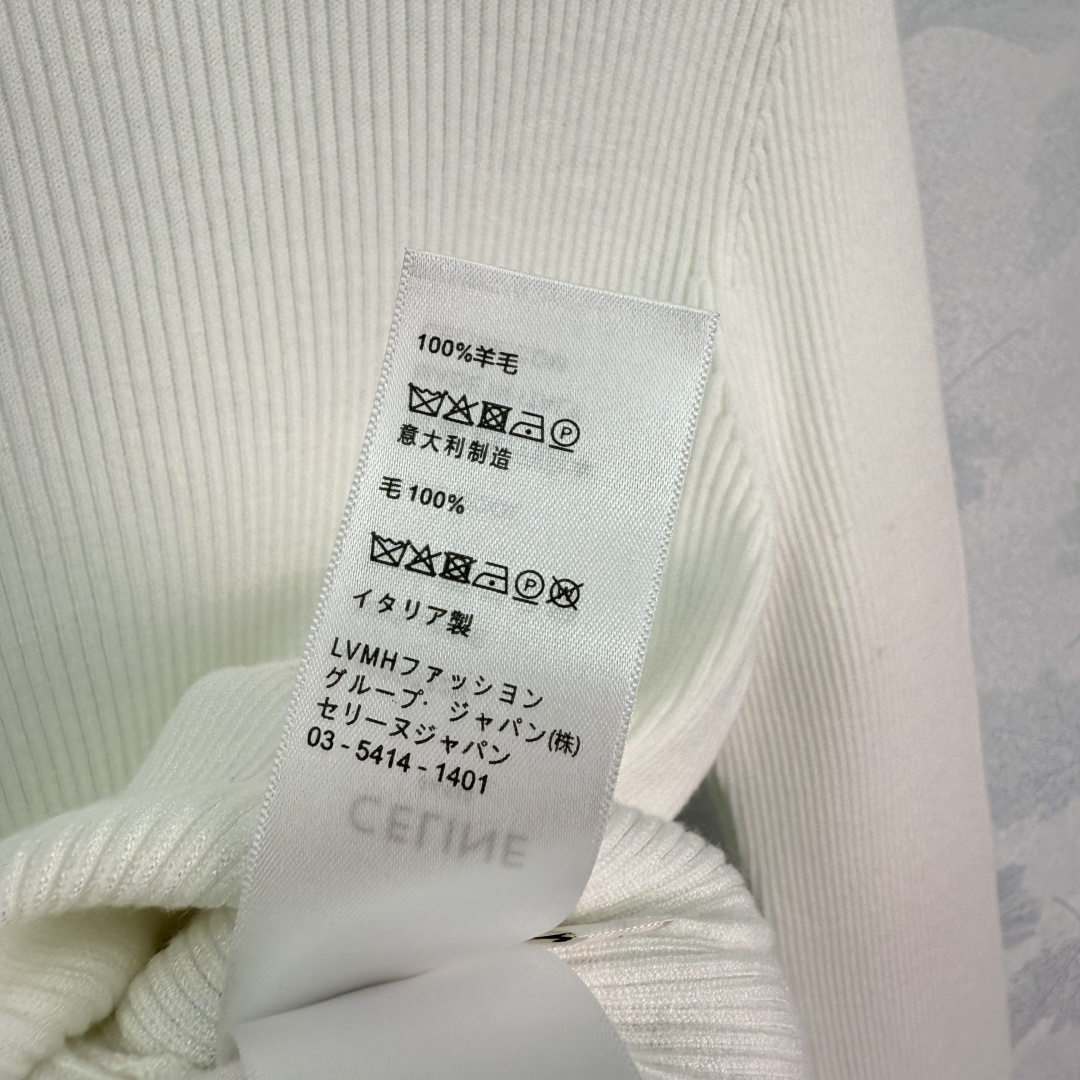 100%羊毛
P
意大利制造
毛 100%
P W
イタリア製
LVMHファッション
グループ. ジャパン(株)
セリーヌジャパン
03 - 5414 - 1401
CELINE